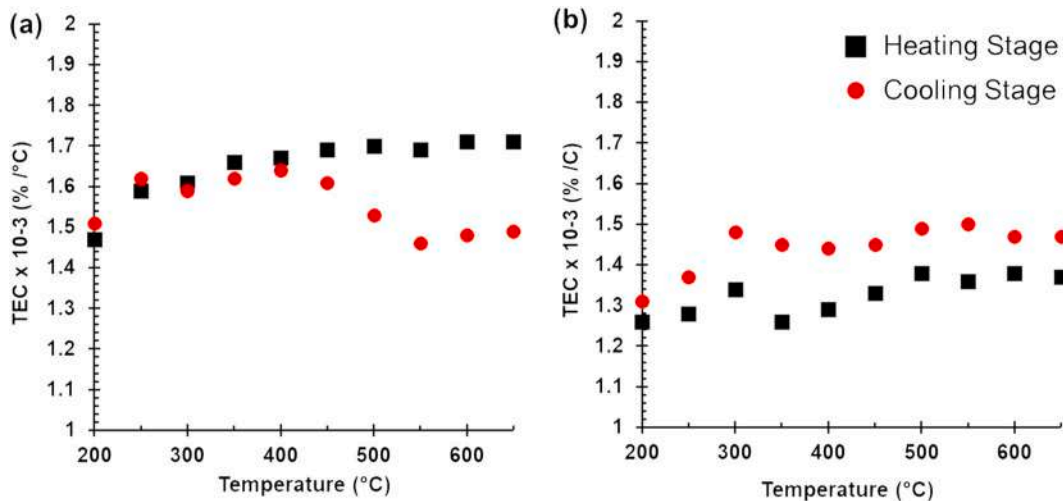 (a)
2
1.9
1.8
1.7
1.6
1.5
1.4
1.3
1.2
1.1
1
200 300 400 500 600
Temperature (°C)
TEC x 10-3 (% /°C)
(b)
2
1.9
1.8
1.7
1.6
1.5
1.4
1.3
1.2
1.1
1
200 300 400 500 600
Temperature (°C)
TEC x 10-3 (% /C)
Heating Stage
Cooling Stage